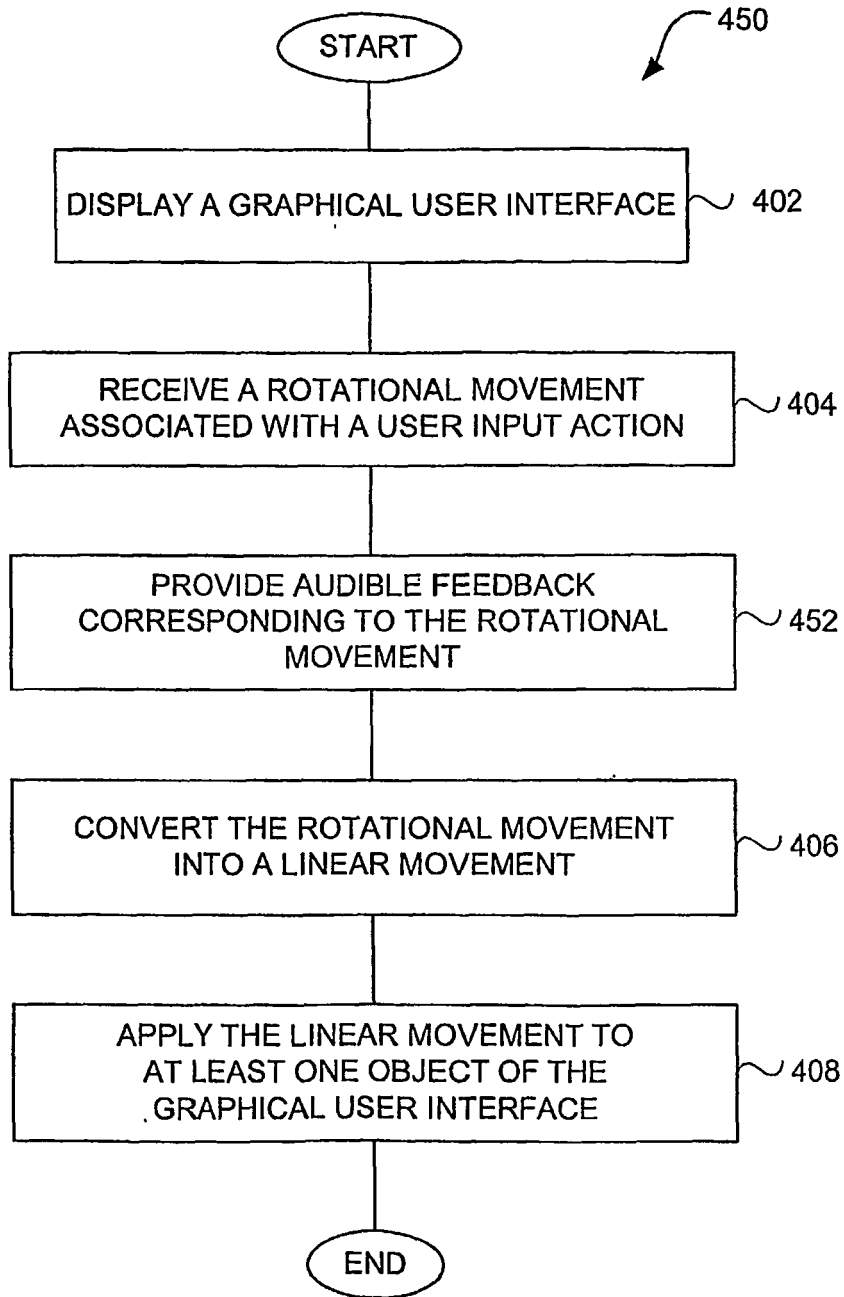 450
START
DISPLAY A GRAPHICAL USER INTERFACE
402
RECEIVE A ROTATIONAL MOVEMENT
ASSOCIATED WITH A USER INPUT ACTION
404
PROVIDE AUDIBLE FEEDBACK
CORRESPONDING TO THE ROTATIONAL
MOVEMENT
452
CONVERT THE ROTATIONAL MOVEMENT
INTO A LINEAR MOVEMENT
406
APPLY THE LINEAR MOVEMENT TO
AT LEAST ONE OBJECT OF THE
GRAPHICAL USER INTERFACE
408
END